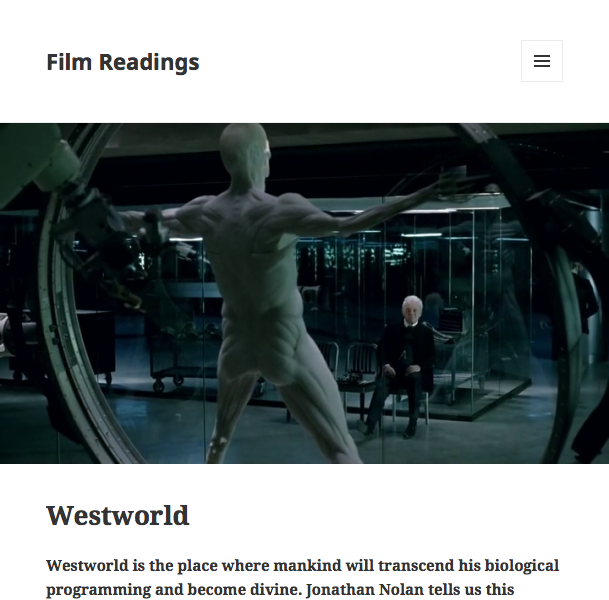 Film Readings
Westworld
Westworld is the place where mankind will transcend his biological
programming and become divine. Jonathan Nolan tells us this